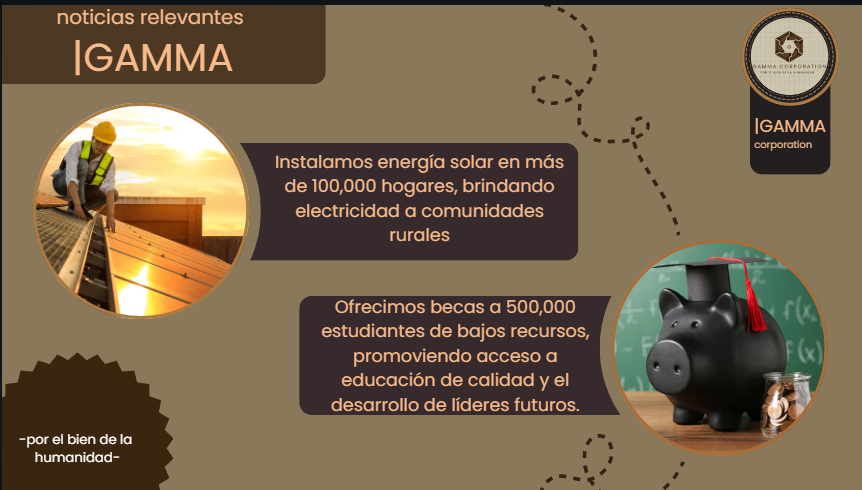 noticias relevantes
|GAMMA
GAMMA CORPORATION
|GAMMA
corporation
Instalamos energía solar en más
de 100,000 hogares, brindando
electricidad a comunidades
rurales
Ofrecimos becas a 500,000
estudiantes de bajos recursos,
promoviendo acceso a
educación de calidad y el
desarrollo de líderes futuros.
-por el bien de la
humanidad-